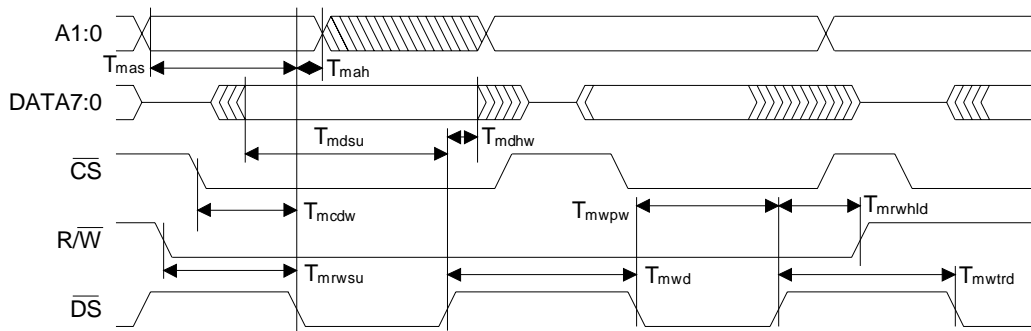 A1:0
Tmas
Tmah
DATA7:0
Tmdsu
Tmdhw
CS
Tmcdw
Tmwpw
Tmrwhld
R/W
Tmrwsu
Tmwd
Tmwtrd
DS